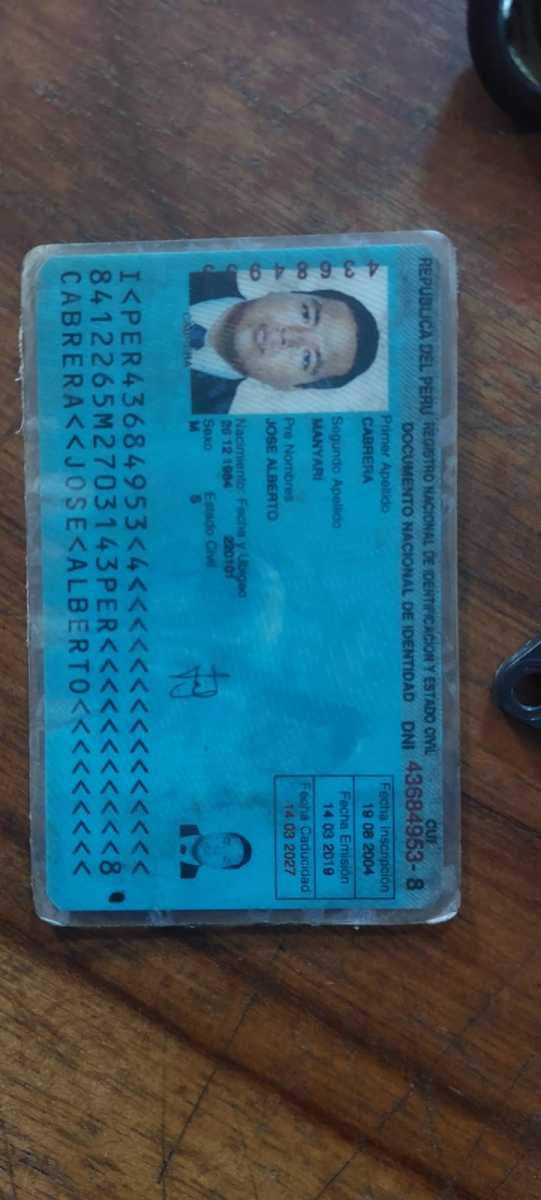 REPUBLICA DEL PERU REGISTRO NACIONAL DE IDENTIFICACION Y ESTADO CIVIL
CUI
DOCUMENTO NACIONAL DE IDENTIDAD DNI 43684953 - 8
Primer Apellido
CABRERA
Segundo Apellido
MANYARI
Pre Nombres
JOSE ALBERTO
Nacimiento: Fecha y Ubigeo
26 12 1984 220101
Sexo Estado Civil
M S
Fecha Inscripción
19 08 2004
Fecha Emisión
14 03 2019
Fecha Caducidad
14 03 2027
43684953
I<PER43684953<4<<<<<<<<<<<<<<<
8412265M2703143PER<<<<<<<<<<<8
CABRERA<<JOSE<ALBERTO<<<<<<<<<